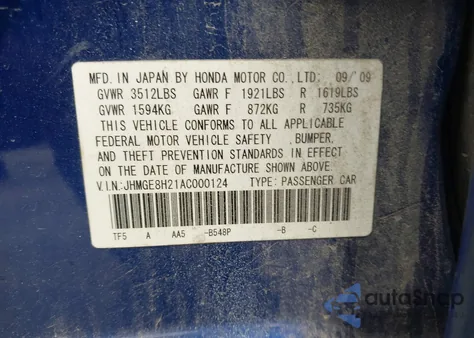 MFD. IN JAPAN BY HONDA MOTOR CO., LTD. 09/'09
GVWR 3512LBS GAWR F 1921LBS R 1619LBS
GVWR 1594KG GAWR F 872KG R 735KG
THIS VEHICLE CONFORMS TO ALL APPLICABLE
FEDERAL MOTOR VEHICLE SAFETY, BUMPER,
AND THEFT PREVENTION STANDARDS IN EFFECT
ON THE DATE OF MANUFACTURE SHOWN ABOVE.
V.I.N.: JHMGE8H21AC000124 TYPE: PASSENGER CAR
TF5 A AA5 -B548P -B -C
autoSnap